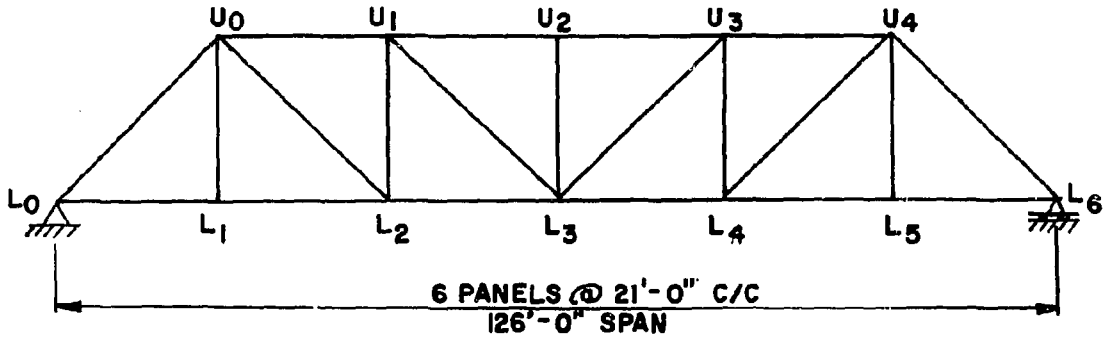 U0 U1 U2 U3 U4
L0 L6
L1 L2 L3 L4 L5
6 PANELS @ 21'-0" C/C
126'-0" SPAN